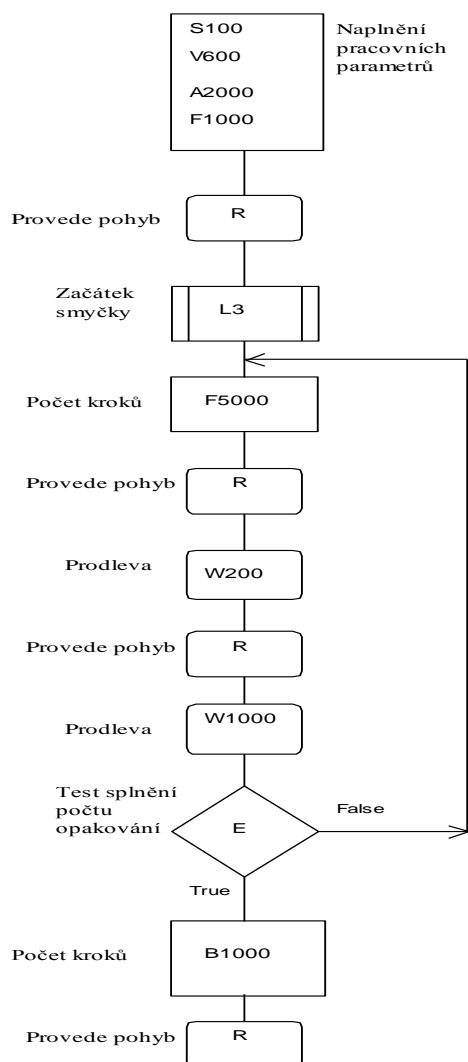 S100
V600
A2000
F1000
Naplnění
pracovních
parametrů
Provede pohyb
R
Začátek
smyčky
L3
Počet kroků
F5000
Provede pohyb
R
Prodleva
W200
Provede pohyb
R
Prodleva
W1000
Test splnění
počtu
opakování
E
False
True
Počet kroků
B1000
Provede pohyb
R